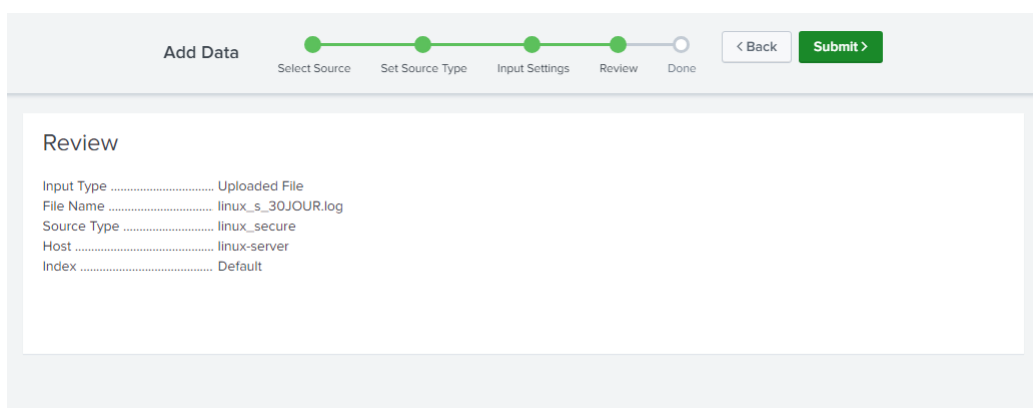 Add Data
Select Source
Set Source Type
Input Settings
Review
Done
< Back
Submit >
Review
Input Type ................................ Uploaded File
File Name ................................ linux_s_30JOUR.log
Source Type ............................ linux_secure
Host ........................................... linux-server
Index ......................................... Default